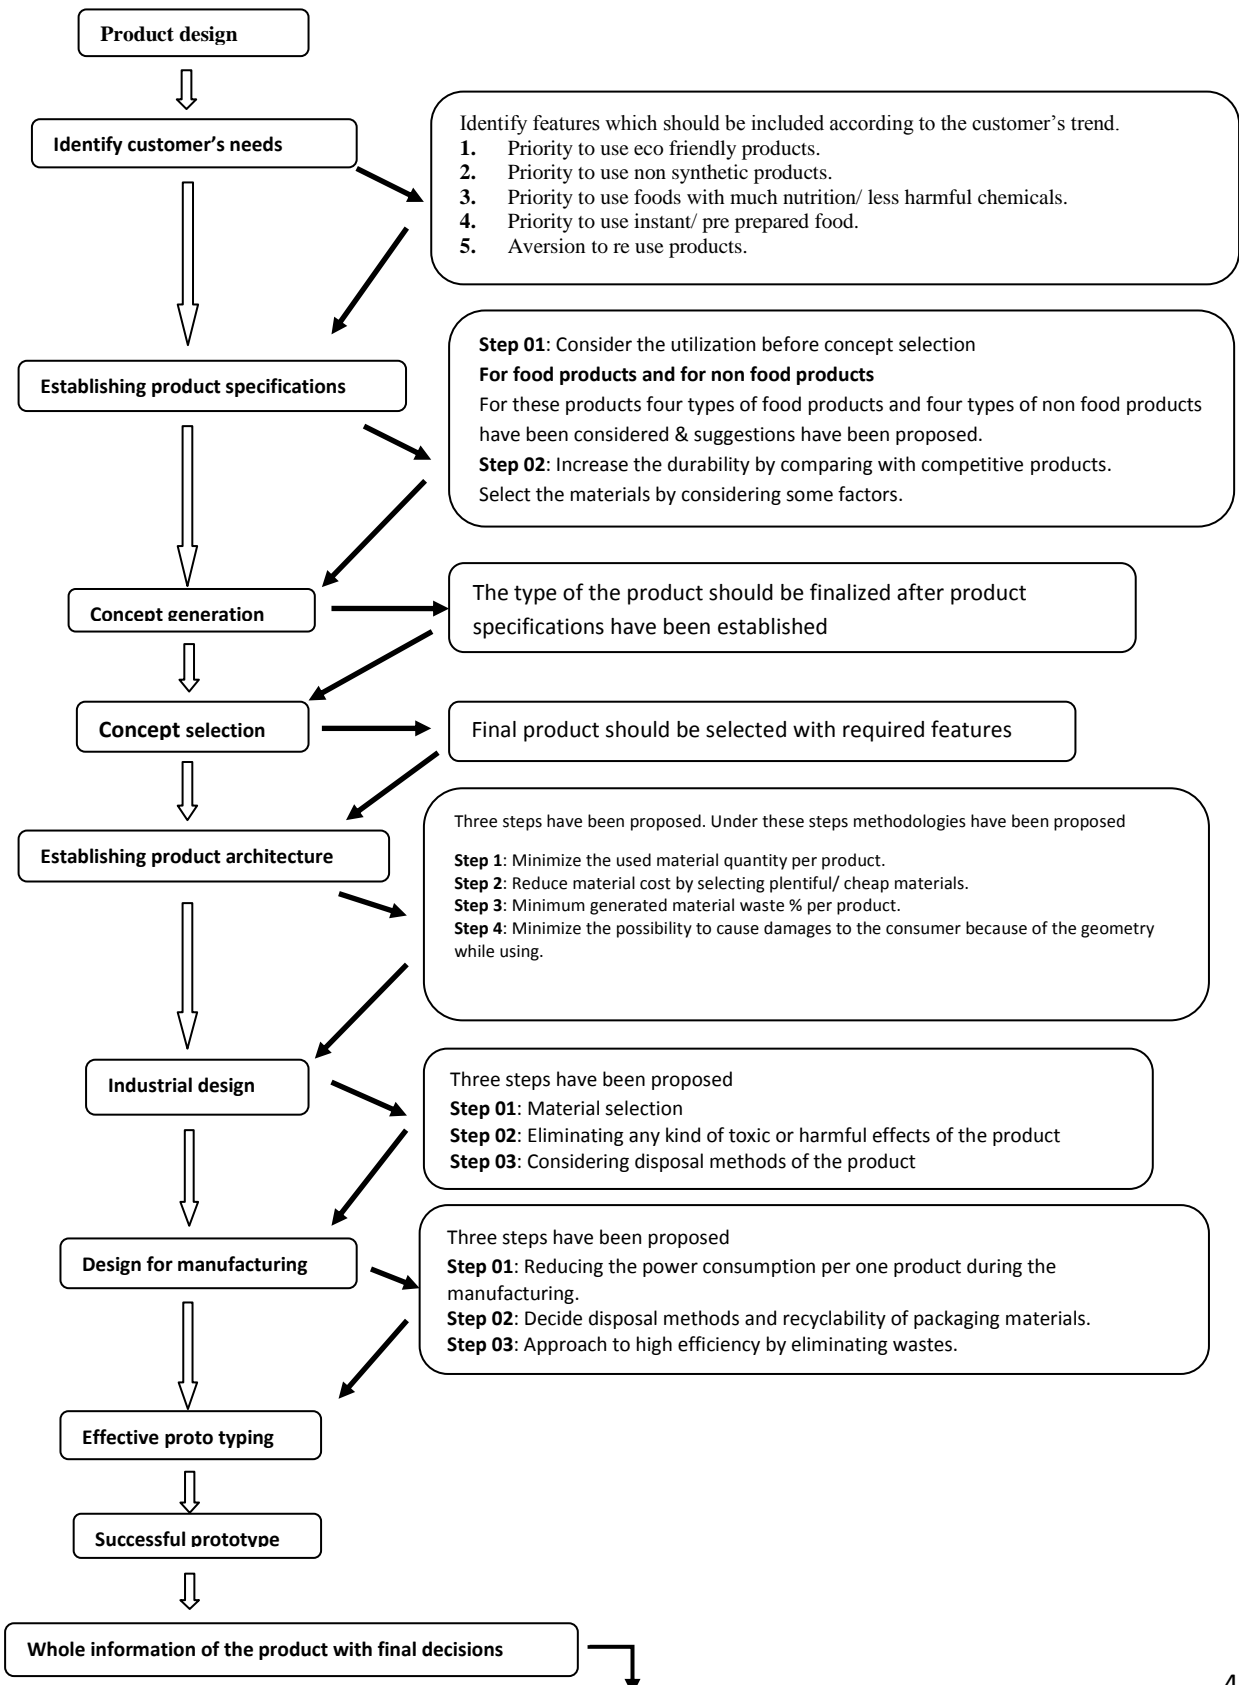 Product design
Identify customer's needs
Identify features which should be included according to the customer's trend.
1. Priority to use eco friendly products.
2. Priority to use non synthetic products.
3. Priority to use foods with much nutrition/ less harmful chemicals.
4. Priority to use instant/ pre prepared food.
5. Aversion to re use products.
Establishing product specifications
Step 01: Consider the utilization before concept selection
For food products and for non food products
For these products four types of food products and four types of non food products
have been considered & suggestions have been proposed.
Step 02: Increase the durability by comparing with competitive products.
Select the materials by considering some factors.
Concept generation
The type of the product should be finalized after product
specifications have been established
Concept selection
Final product should be selected with required features
Establishing product architecture
Three steps have been proposed. Under these steps methodologies have been proposed
Step 1: Minimize the used material quantity per product.
Step 2: Reduce material cost by selecting plentiful/ cheap materials.
Step 3: Minimum generated material waste % per product.
Step 4: Minimize the possibility to cause damages to the consumer because of the geometry
while using.
Industrial design
Three steps have been proposed
Step 01: Material selection
Step 02: Eliminating any kind of toxic or harmful effects of the product
Step 03: Considering disposal methods of the product
Design for manufacturing
Three steps have been proposed
Step 01: Reducing the power consumption per one product during the
manufacturing.
Step 02: Decide disposal methods and recyclability of packaging materials.
Step 03: Approach to high efficiency by eliminating wastes.
Effective proto typing
Successful prototype
Whole information of the product with final decisions
4